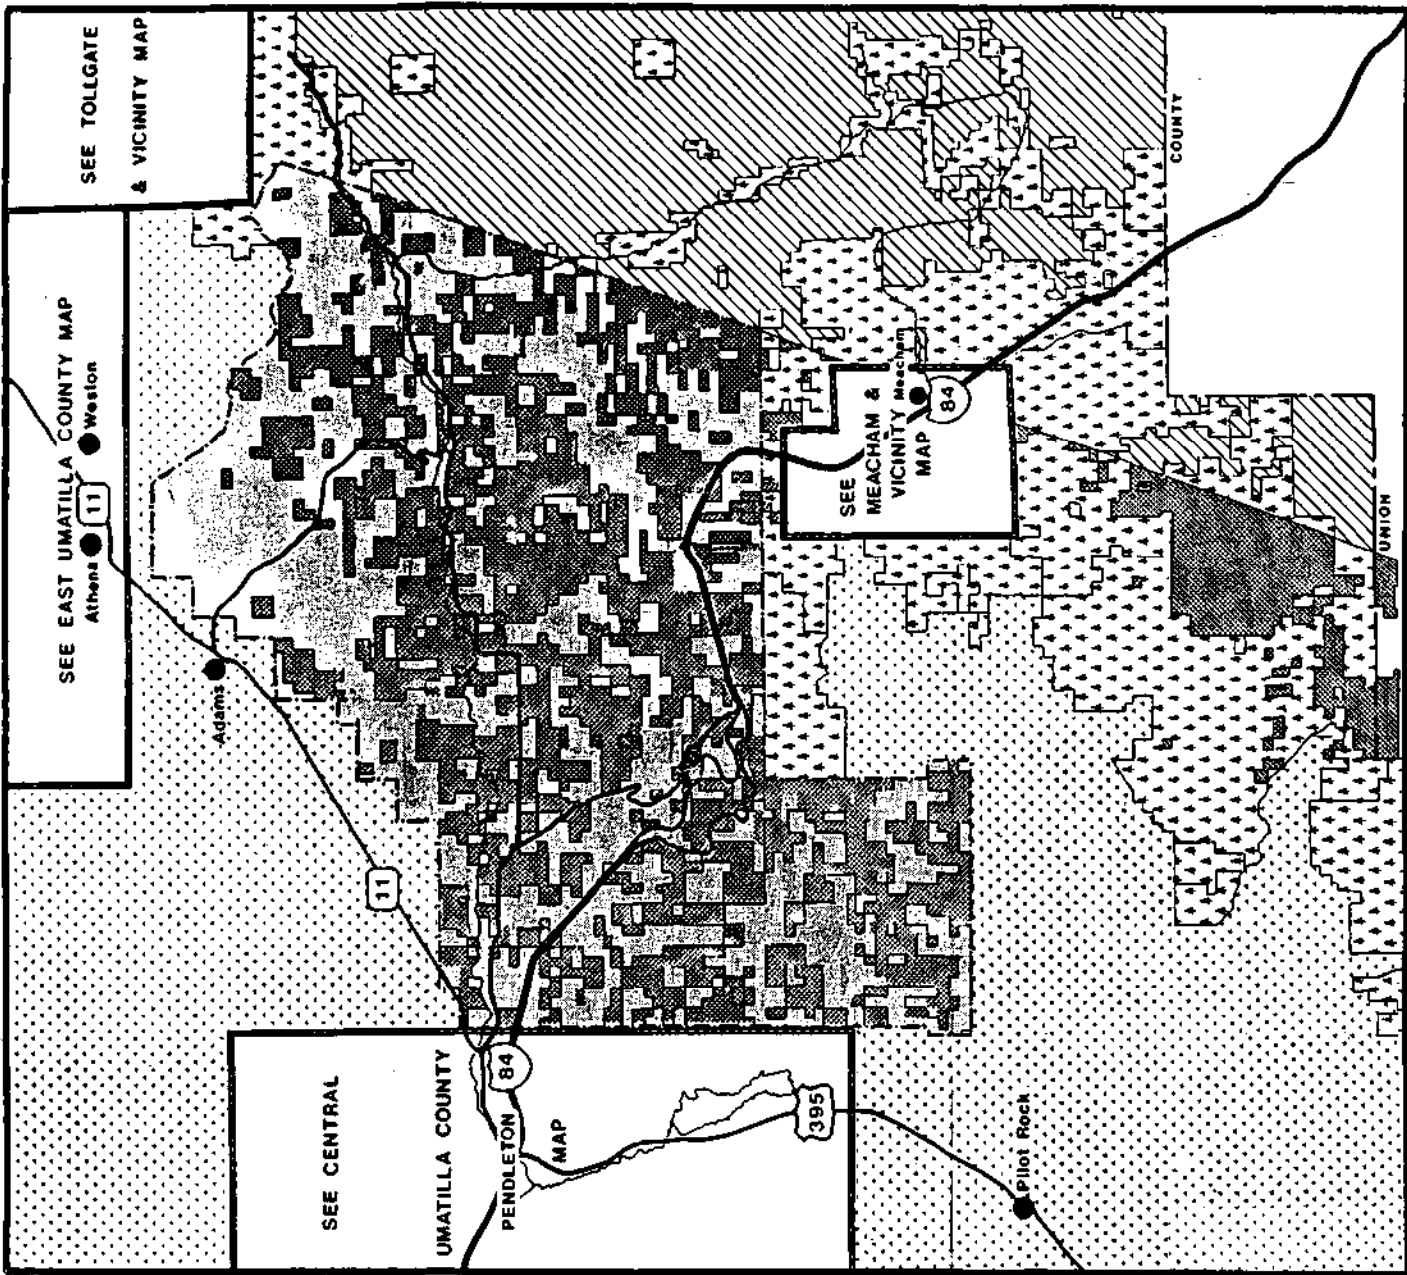 SEE TOLLGATE
& VICINITY MAP
SEE EAST UMATILLA COUNTY MAP
Athena
11
Weston
Adams
11
COUNTY
SEE
MEACHAM &
VICINITY
MAP
Meacham
84
UNION
SEE CENTRAL
UMATILLA COUNTY
MAP
PENDLETON
84
395
Pilot Rock